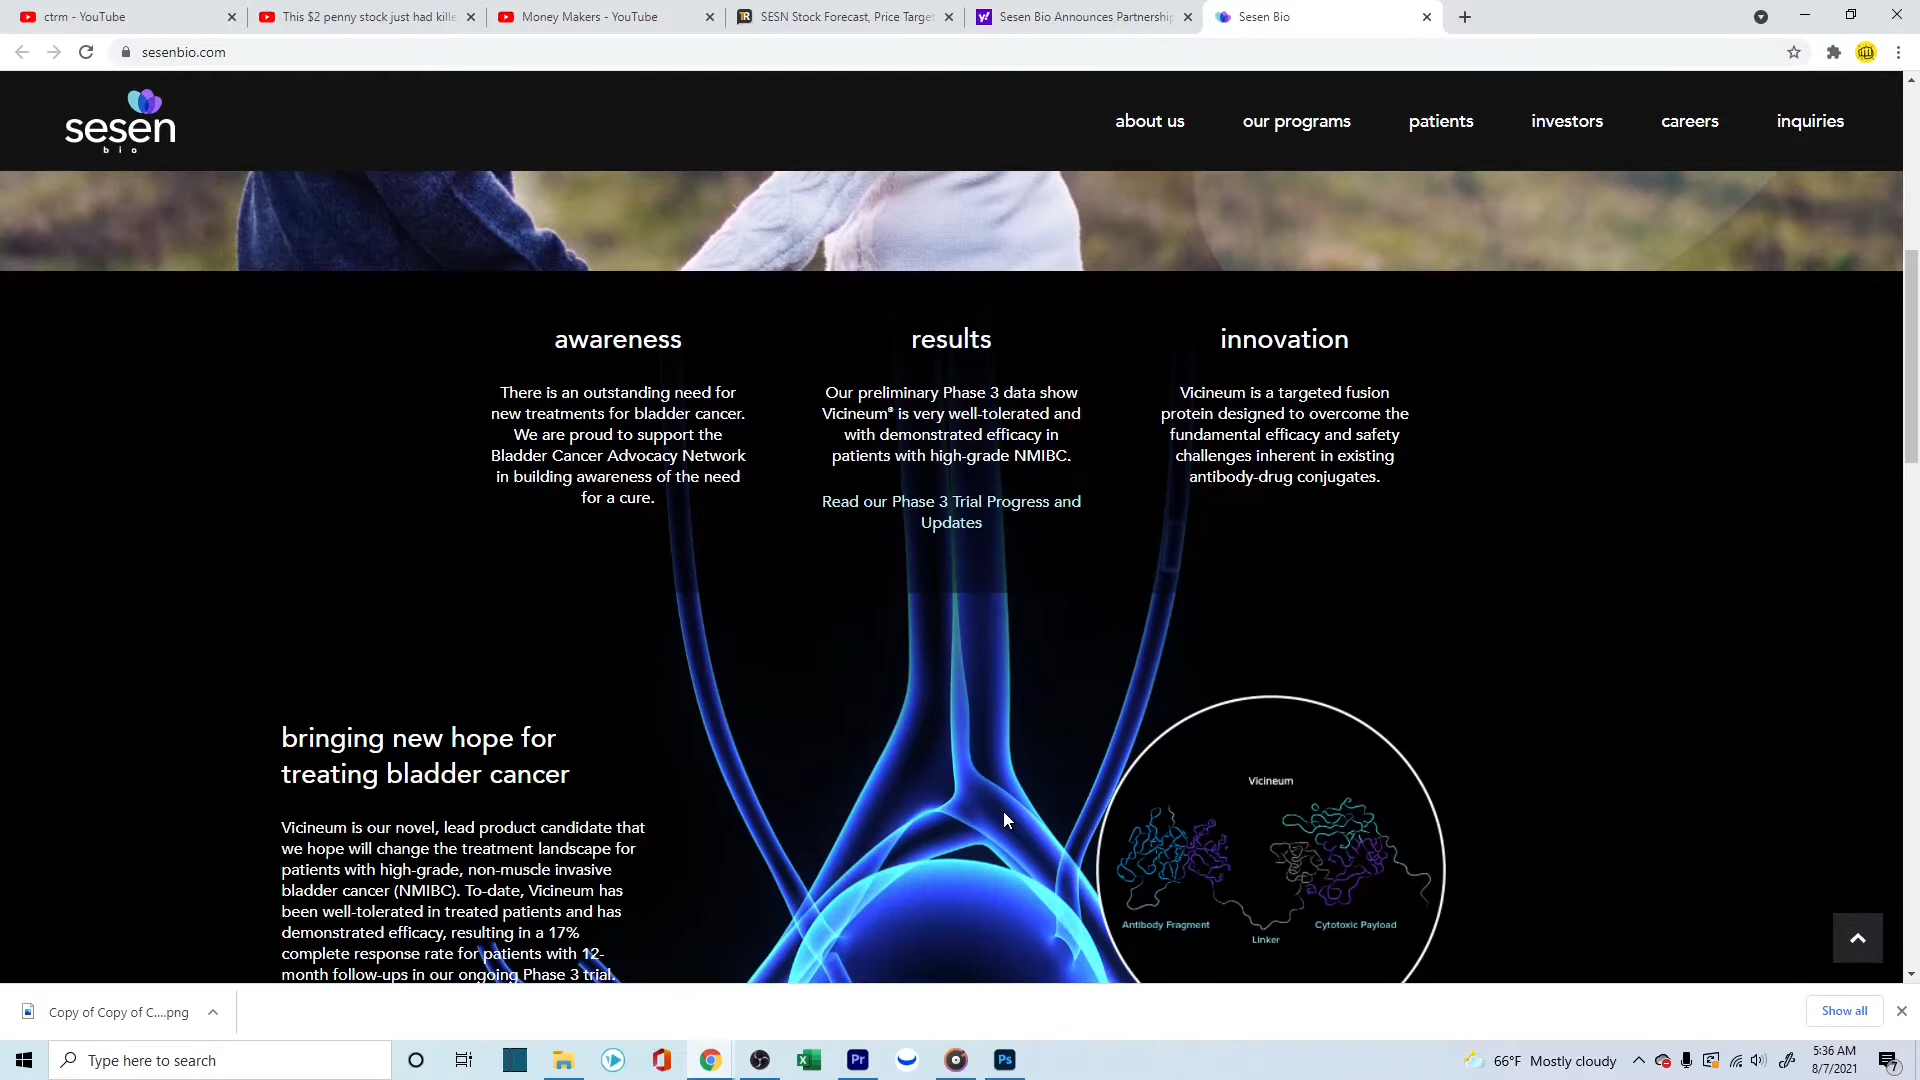 ctrm - YouTube
This $2 penny stock just had kille
Money Makers - YouTube
SESN Stock Forecast, Price Target
Sesen Bio Announces Partnership
Sesen Bio
sesenbio.com
sesen
bio
about us
our programs
patients
investors
careers
inquiries
awareness
There is an outstanding need for
new treatments for bladder cancer.
We are proud to support the
Bladder Cancer Advocacy Network
in building awareness of the need
for a cure.
results
Our preliminary Phase 3 data show
Vicineum® is very well-tolerated and
with demonstrated efficacy in
patients with high-grade NMIBC.
Read our Phase 3 Trial Progress and
Updates
innovation
Vicineum is a targeted fusion
protein designed to overcome the
fundamental efficacy and safety
challenges inherent in existing
antibody-drug conjugates.
bringing new hope for
treating bladder cancer
Vicineum is our novel, lead product candidate that
we hope will change the treatment landscape for
patients with high-grade, non-muscle invasive
bladder cancer (NMIBC). To-date, Vicineum has
been well-tolerated in treated patients and has
demonstrated efficacy, resulting in a 17%
complete response rate for patients with 12-
month follow-ups in our ongoing Phase 3 trial.
Vicineum
Antibody Fragment
Linker
Cytotoxic Payload
Copy of Copy of C....png
Show all
Type here to search
Pr
Ps
66°F Mostly cloudy
5:36 AM
8/7/2021
7